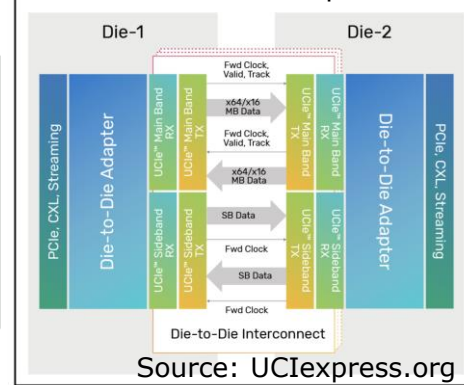 Die-1
Die-2
PCIe, CXL, Streaming
Die-to-Die Adapter
UCIe™ Main Band
RX
UCIe™ Main Band
TX
UCIe™ Sideband
RX
UCIe™ Sideband
TX
Fwd Clock,
Valid, Track
x64/x16
MB Data
Fwd Clock,
Valid, Track
x64/x16
MB Data
SB Data
Fwd Clock
SB Data
Fwd Clock
UCIe™ Main Band
TX
UCIe™ Main Band
RX
UCIe™ Sideband
TX
UCIe™ Sideband
RX
Die-to-Die Adapter
PCIe, CXL, Streaming
Die-to-Die Interconnect
Source: UCIexpress.org